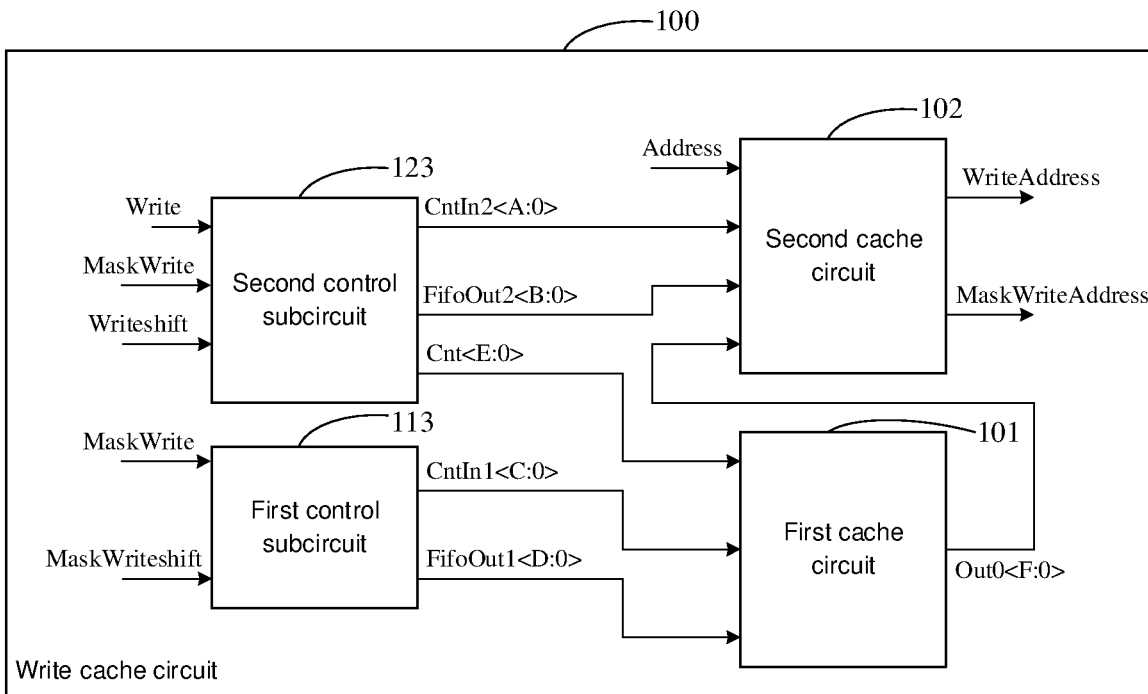 100
102
Address
123
WriteAddress
Write
CntIn2<A:0>
Second cache
circuit
MaskWrite
Second control
subcircuit
FifoOut2<B:0>
MaskWriteAddress
Writeshift
Cnt<E:0>
113
101
MaskWrite
CntIn1<C:0>
First control
subcircuit
First cache
circuit
MaskWriteshift
FifoOut1<D:0>
Out0<F:0>
Write cache circuit